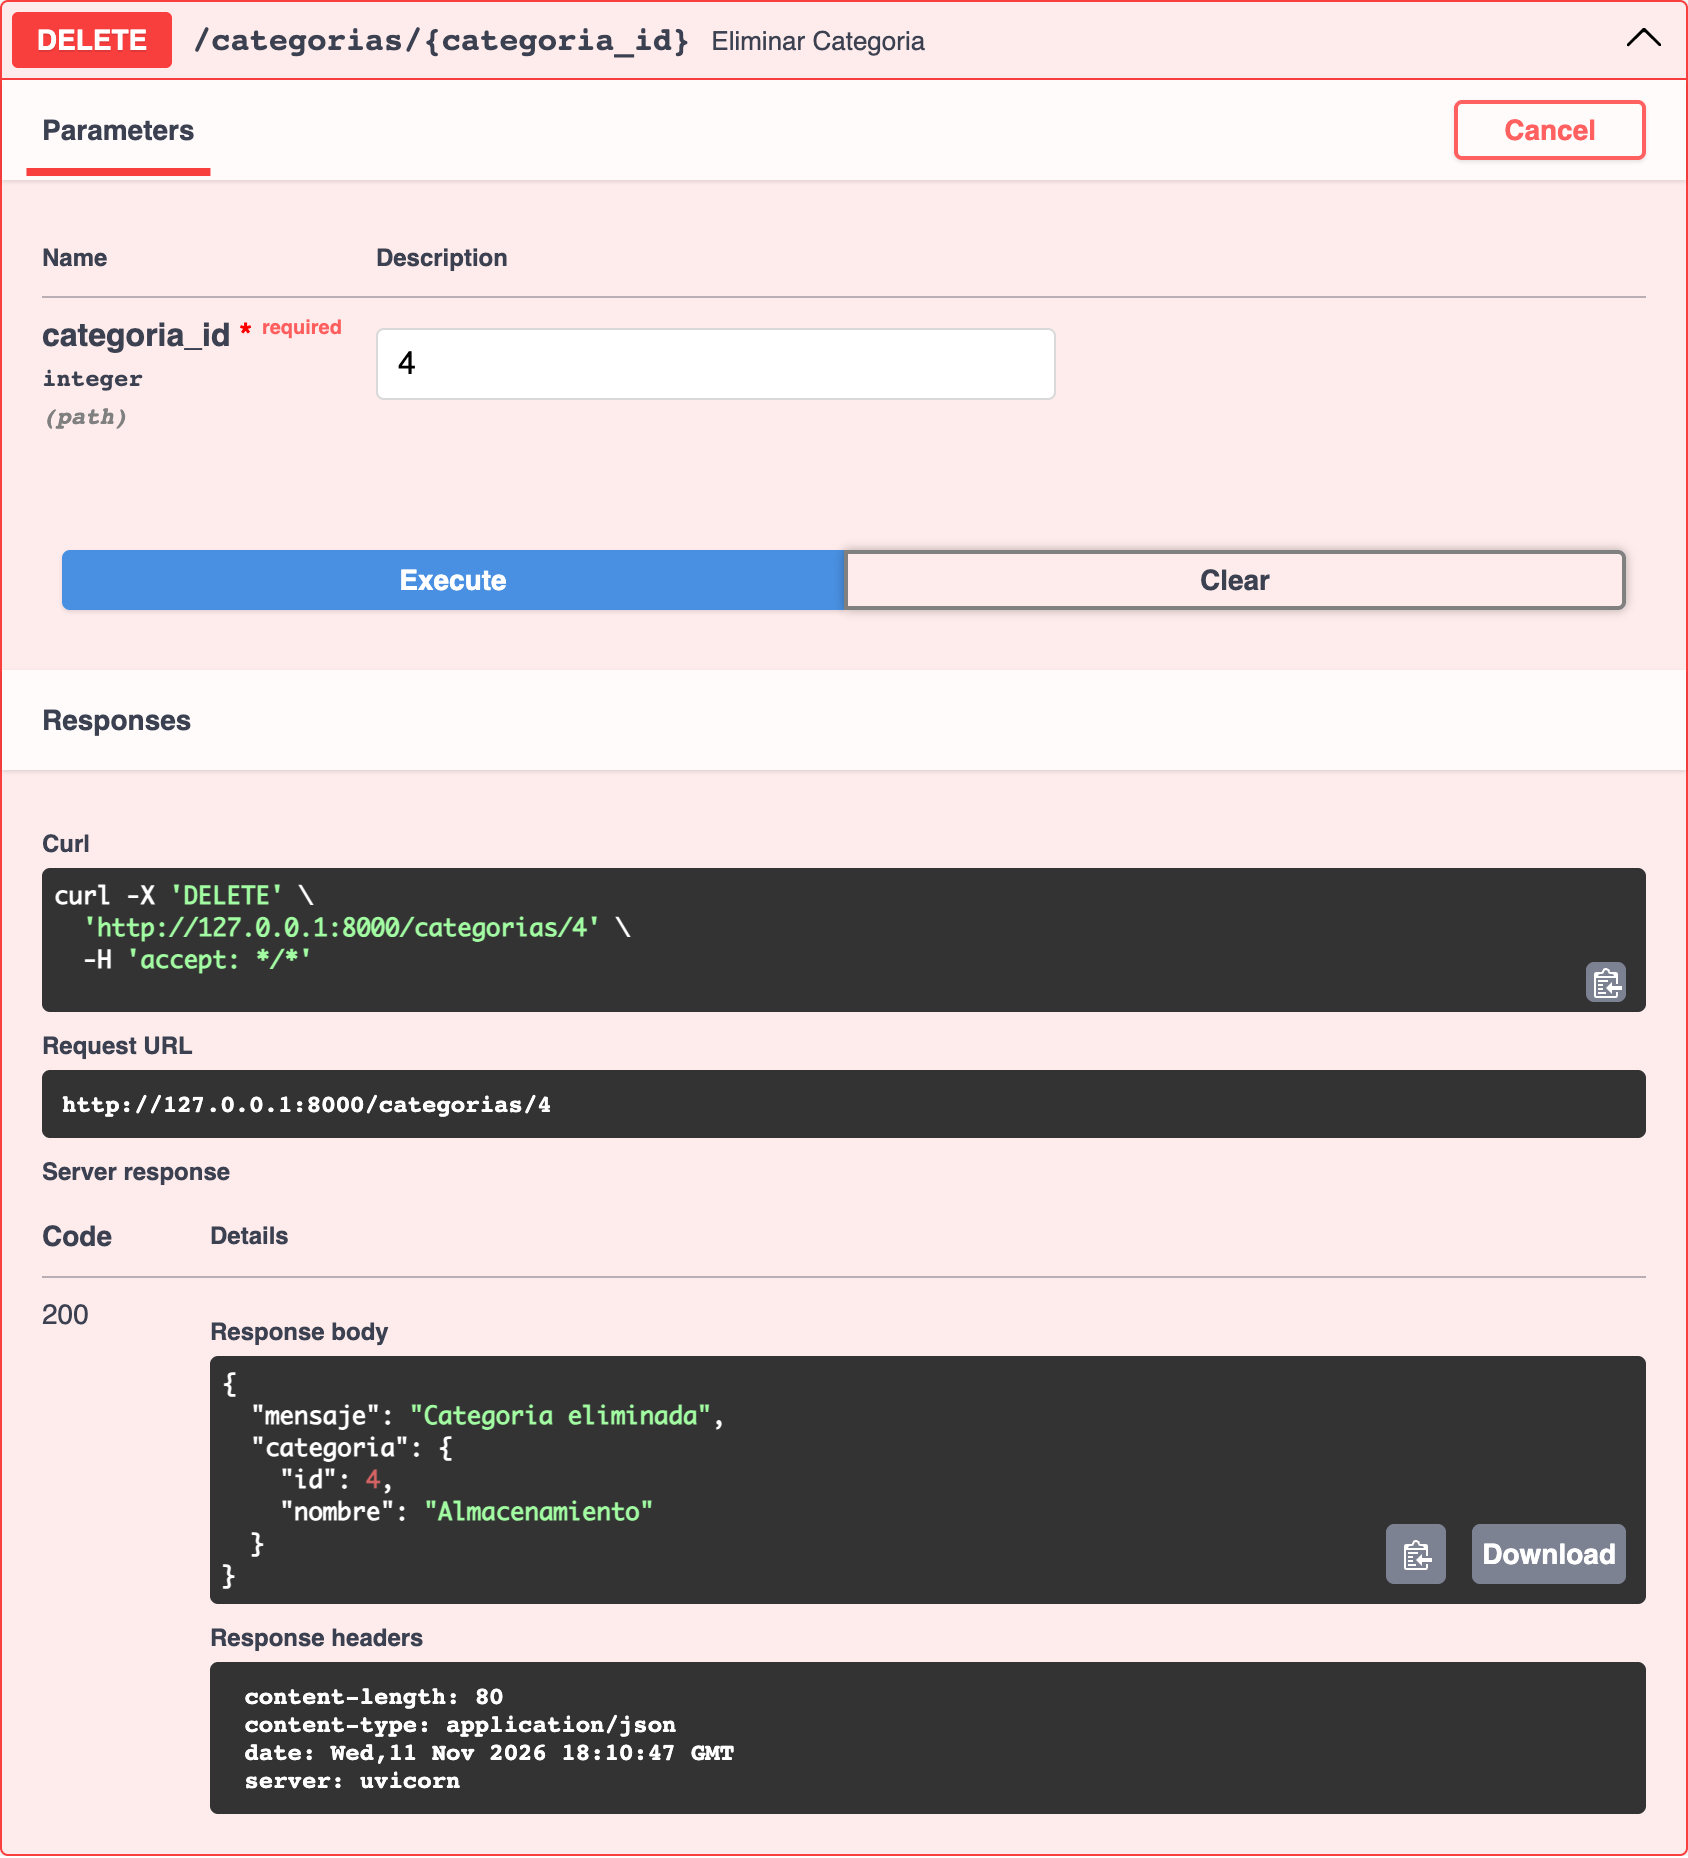 DELETE /categorias/{categoria_id} Eliminar Categoria
Parameters
Cancel
Name Description
categoria_id * required
integer
(path)
4
Execute Clear
Responses
Curl
curl -X 'DELETE' \
  'http://127.0.0.1:8000/categorias/4' \
  -H 'accept: */*'
Request URL
http://127.0.0.1:8000/categorias/4
Server response
Code Details
200
Response body
{
  "mensaje": "Categoria eliminada",
  "categoria": {
    "id": 4,
    "nombre": "Almacenamiento"
  }
}
Download
Response headers
content-length: 80
content-type: application/json
date: Wed,11 Nov 2026 18:10:47 GMT
server: uvicorn